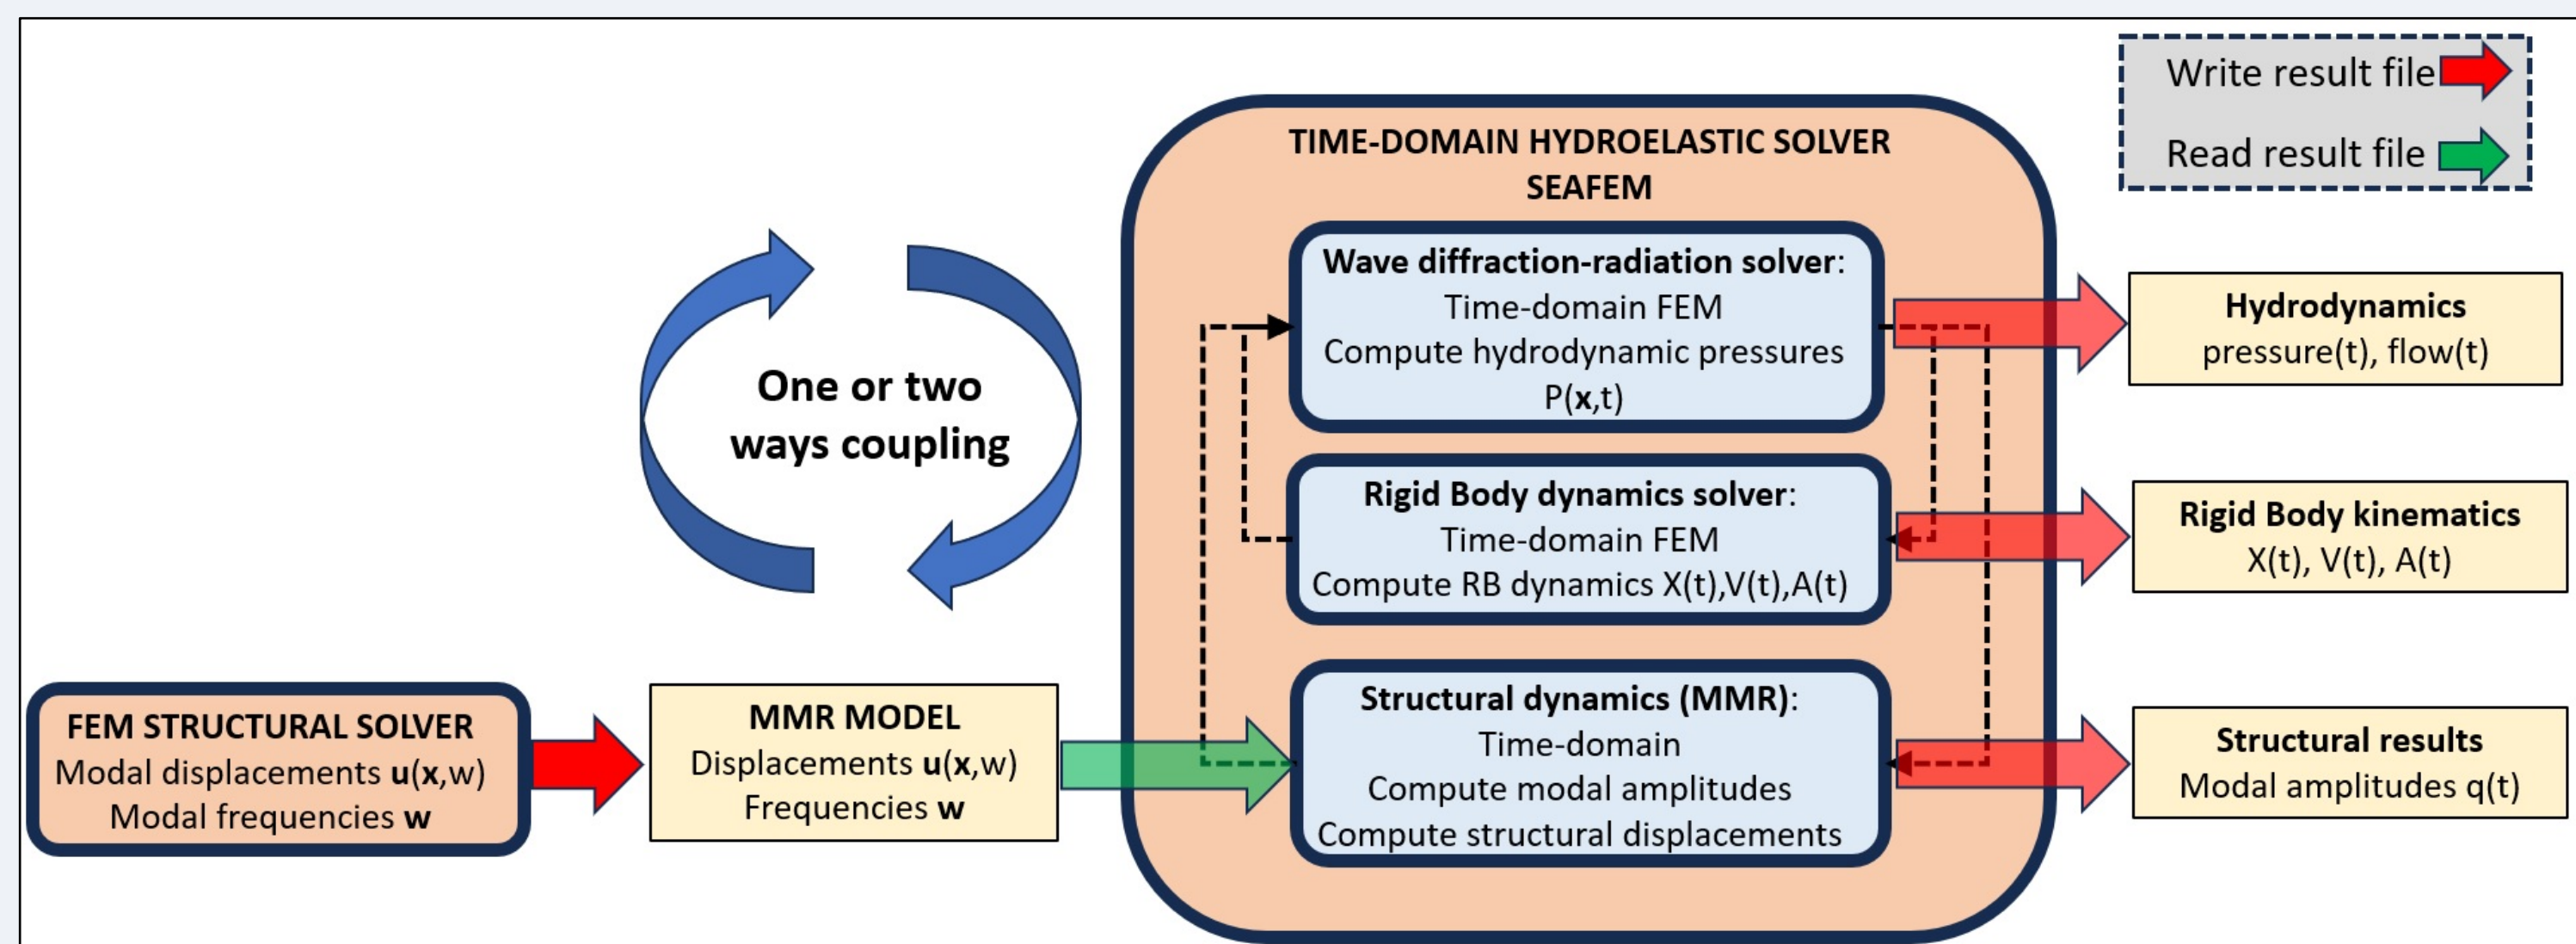 Write result file
Read result file
TIME-DOMAIN HYDROELASTIC SOLVER
SEAFEM
Wave diffraction-radiation solver:
Time-domain FEM
Compute hydrodynamic pressures
P(x,t)
Hydrodynamics
pressure(t), flow(t)
One or two
ways coupling
Rigid Body dynamics solver:
Time-domain FEM
Compute RB dynamics X(t),V(t),A(t)
Rigid Body kinematics
X(t), V(t), A(t)
FEM STRUCTURAL SOLVER
Modal displacements u(x,w)
Modal frequencies w
MMR MODEL
Displacements u(x,w)
Frequencies w
Structural dynamics (MMR):
Time-domain
Compute modal amplitudes
Compute structural displacements
Structural results
Modal amplitudes q(t)